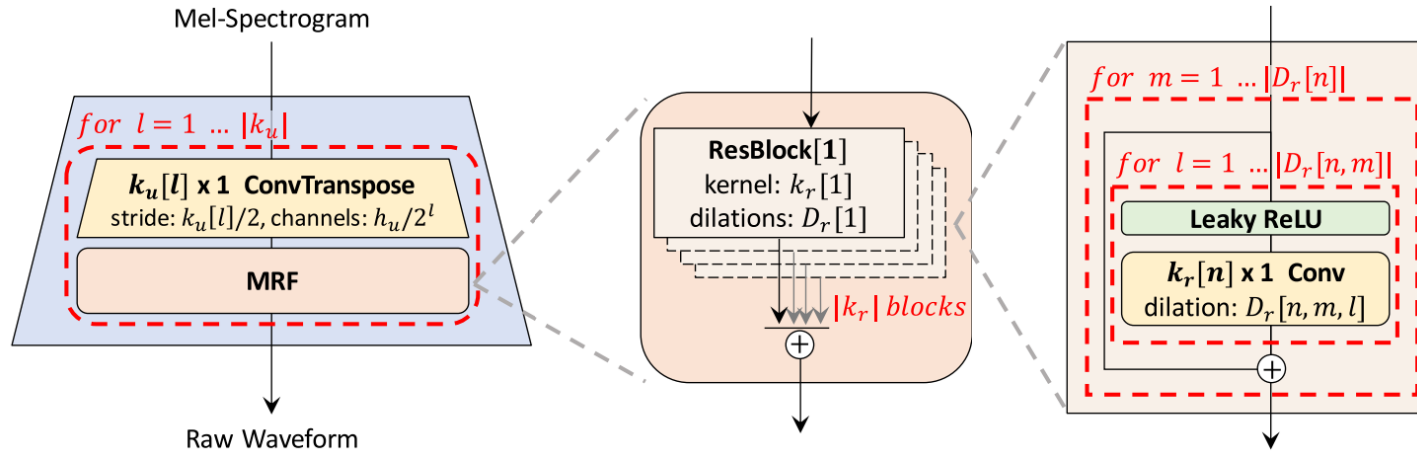 Mel-Spectrogram
for l = 1 … |k_u|
k_u[l] x 1 ConvTranspose
stride: k_u[l]/2, channels: h_u/2^l
MRF
Raw Waveform
ResBlock[1]
kernel: k_r[1]
dilations: D_r[1]
|k_r| blocks
+
for m = 1 … |D_r[n]|
for l = 1 … |D_r[n, m]|
Leaky ReLU
k_r[n] x 1 Conv
dilation: D_r[n, m, l]
+